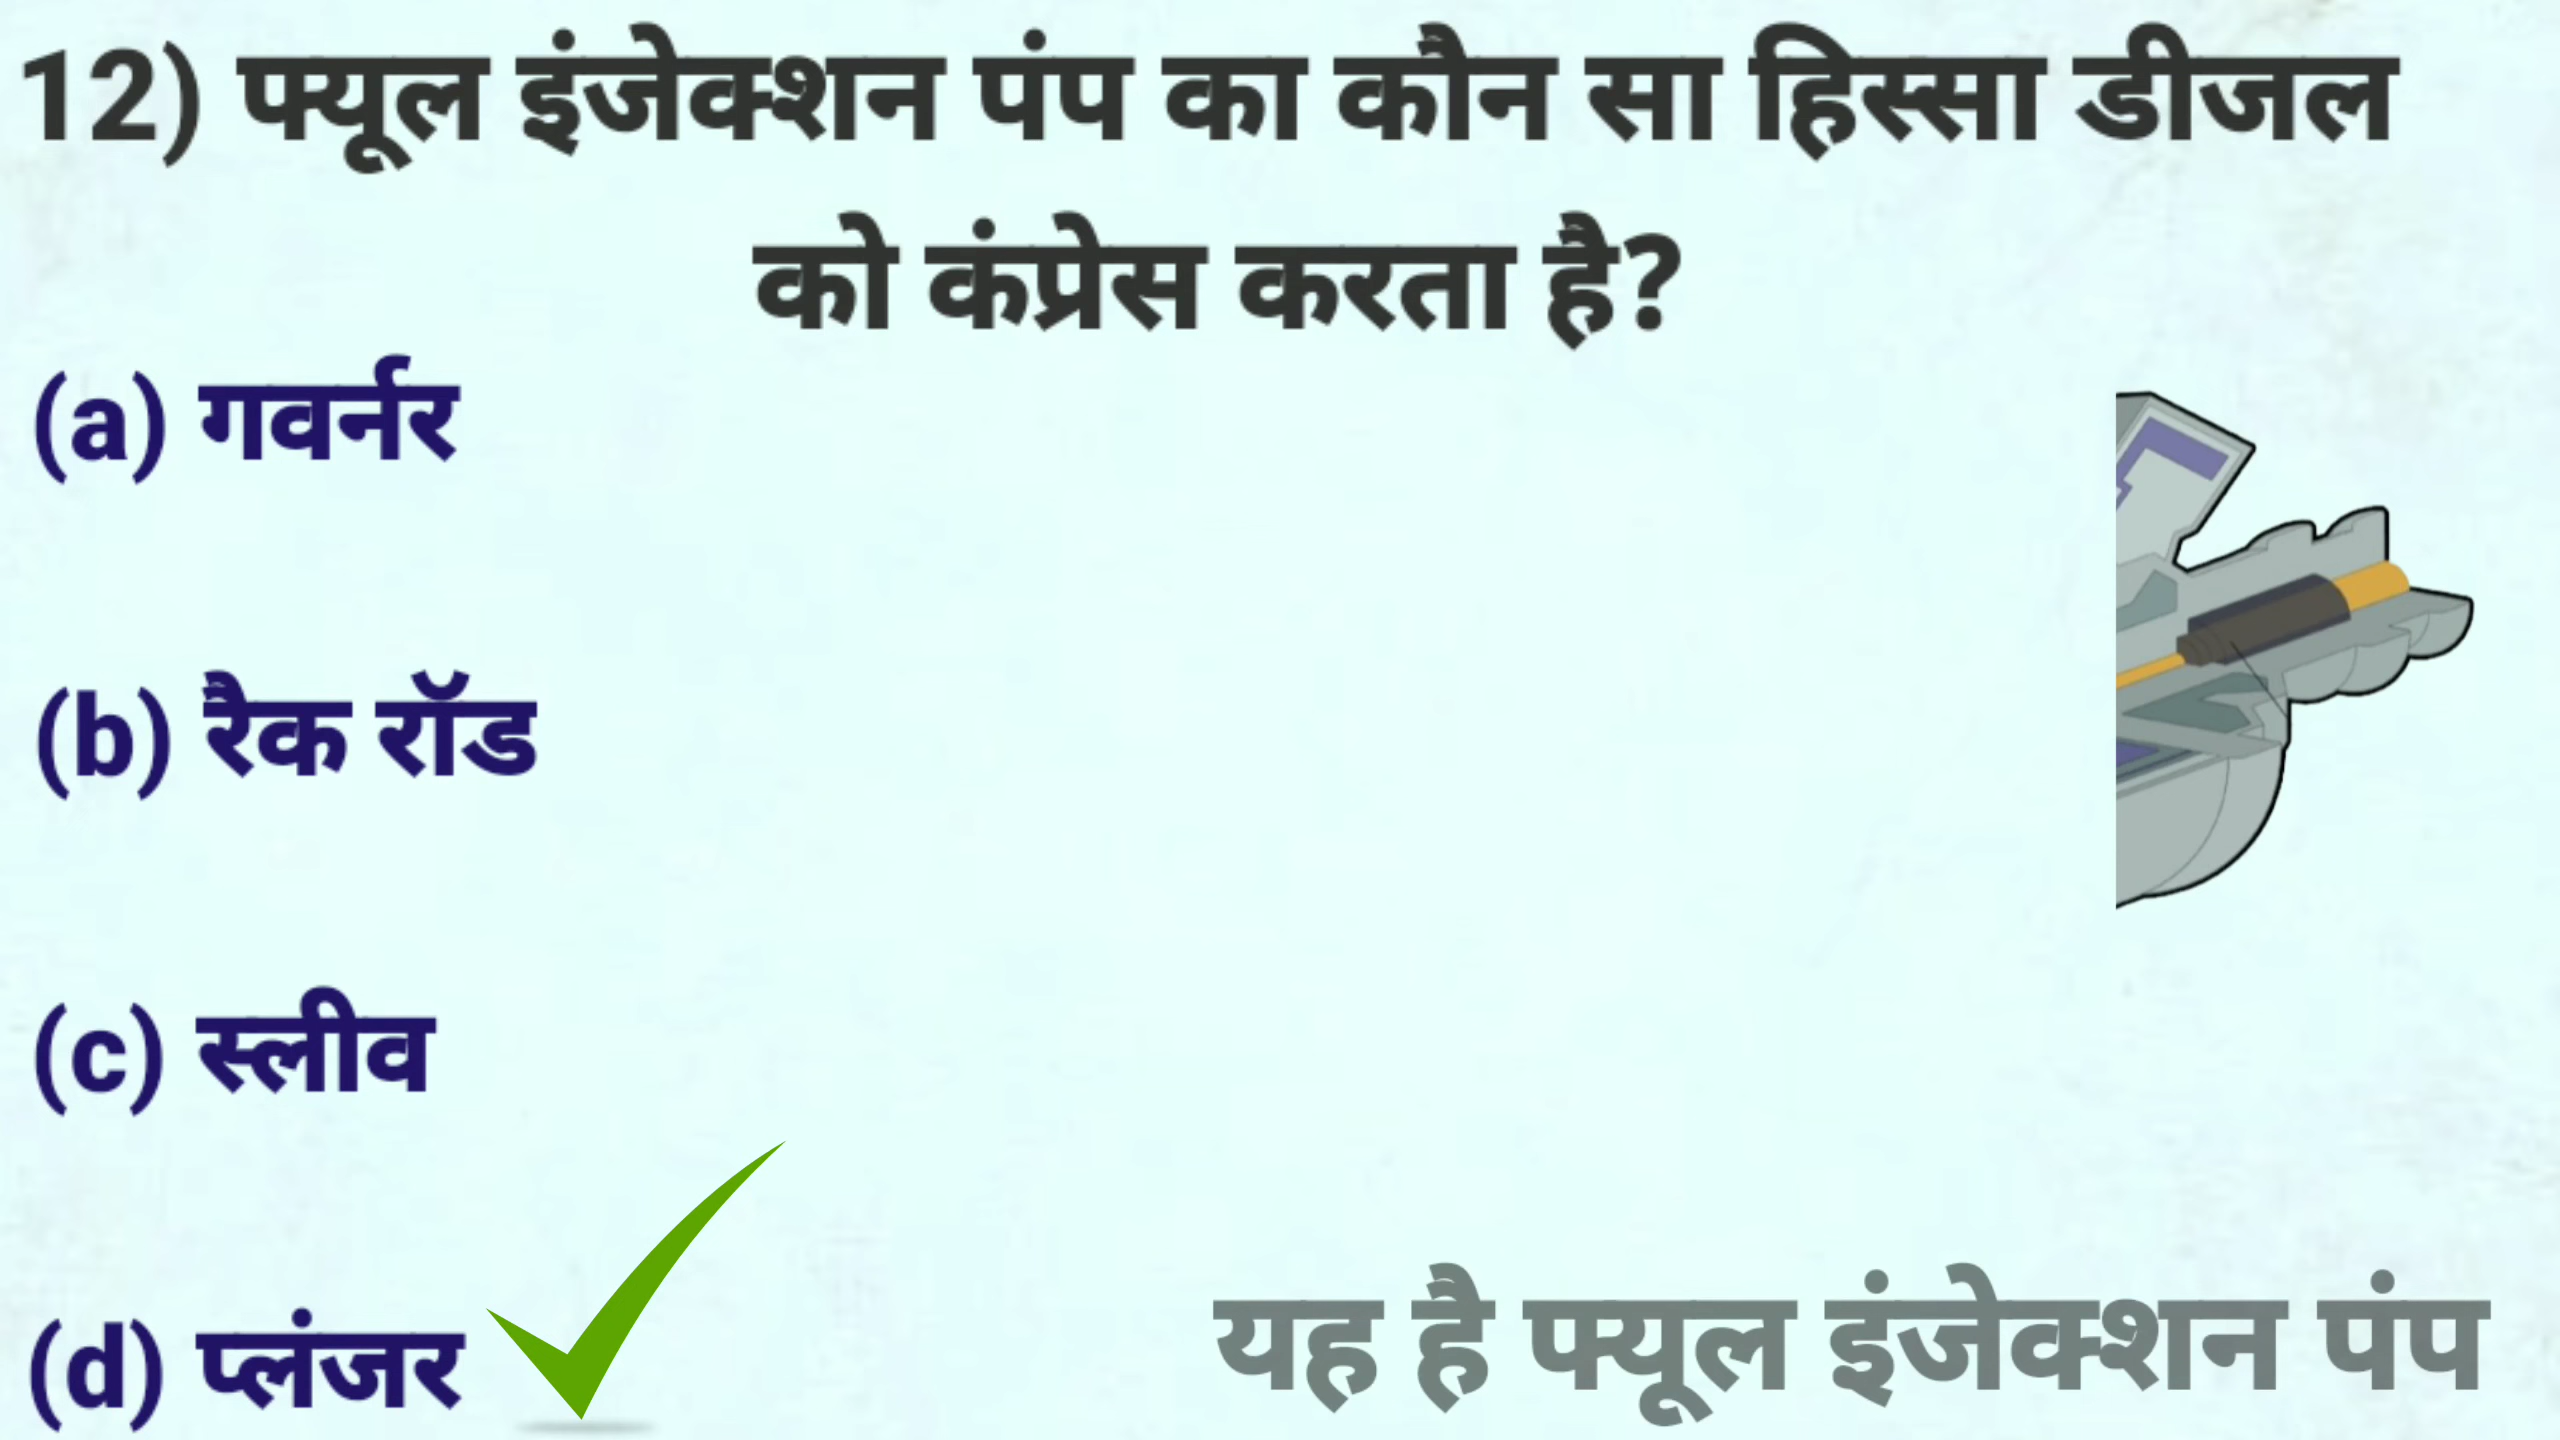 12) फ्यूल इंजेक्शन पंप का कौन सा हिस्सा डीजल
को कंप्रेस करता है?
(a) गवर्नर
(b) रैक रॉड
(c) स्लीव
(d) प्लंजर
यह है फ्यूल इंजेक्शन पंप